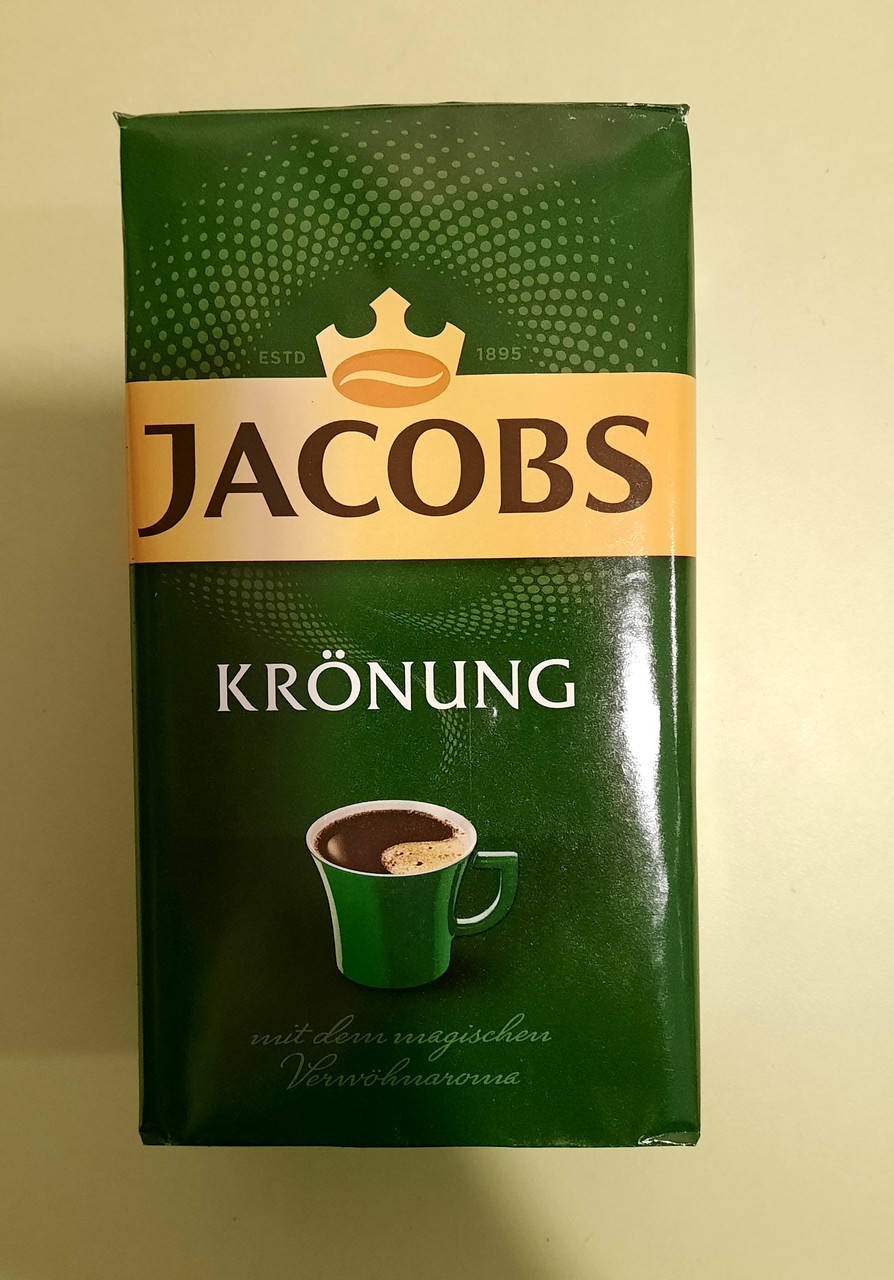 ESTD 1895
JACOBS
KRÖNUNG
mit dem magischen
Verwöhnaroma